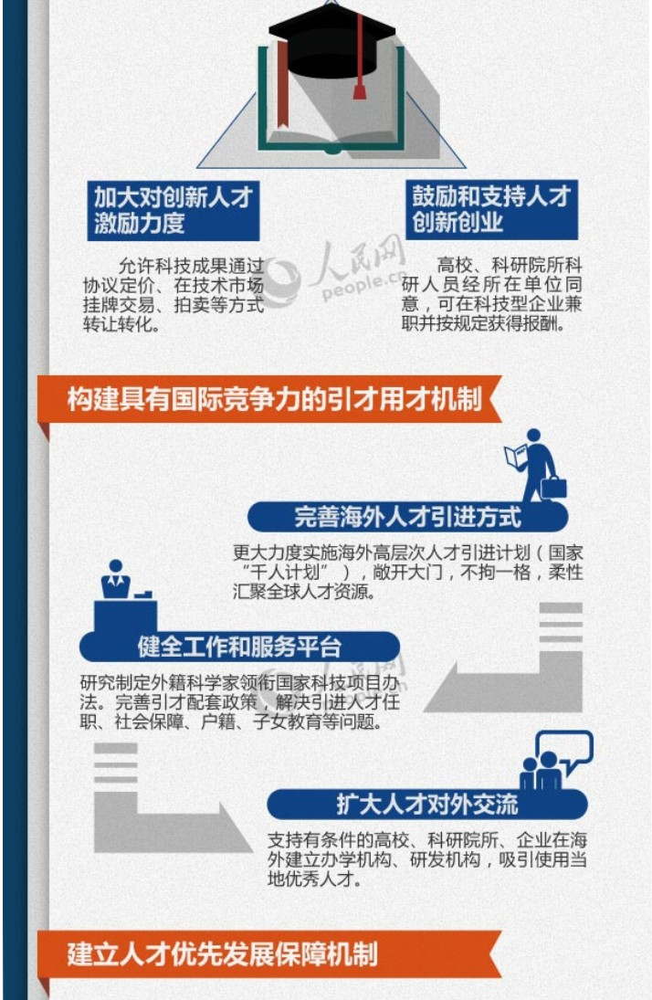 加大对创新人才
激励力度
允许科技成果通过
协议定价、在技术市场
挂牌交易、拍卖等方式
转让转化。
鼓励和支持人才
创新创业
高校、科研院所科
研人员经所在单位同
意，可在科技型企业兼
职并按规定获得报酬。
人民网
people.cn
构建具有国际竞争力的引才用才机制
完善海外人才引进方式
更大力度实施海外高层次人才引进计划（国家
“千人计划”），敞开大门，不拘一格，柔性
汇聚全球人才资源。
健全工作和服务平台
研究制定外籍科学家领衔国家科技项目办
法。完善引才配套政策，解决引进人才任
职、社会保障、户籍、子女教育等问题。
人民网
扩大人才对外交流
支持有条件的高校、科研院所、企业在海
外建立办学机构、研发机构，吸引使用当
地优秀人才。
建立人才优先发展保障机制